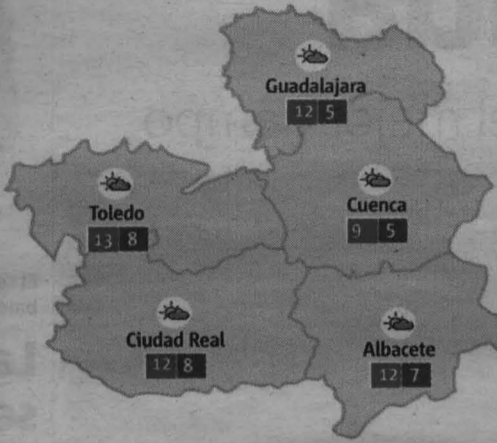 Guadalajara
12 5
Toledo
13 8
Cuenca
9 5
Ciudad Real
12 8
Albacete
12 7